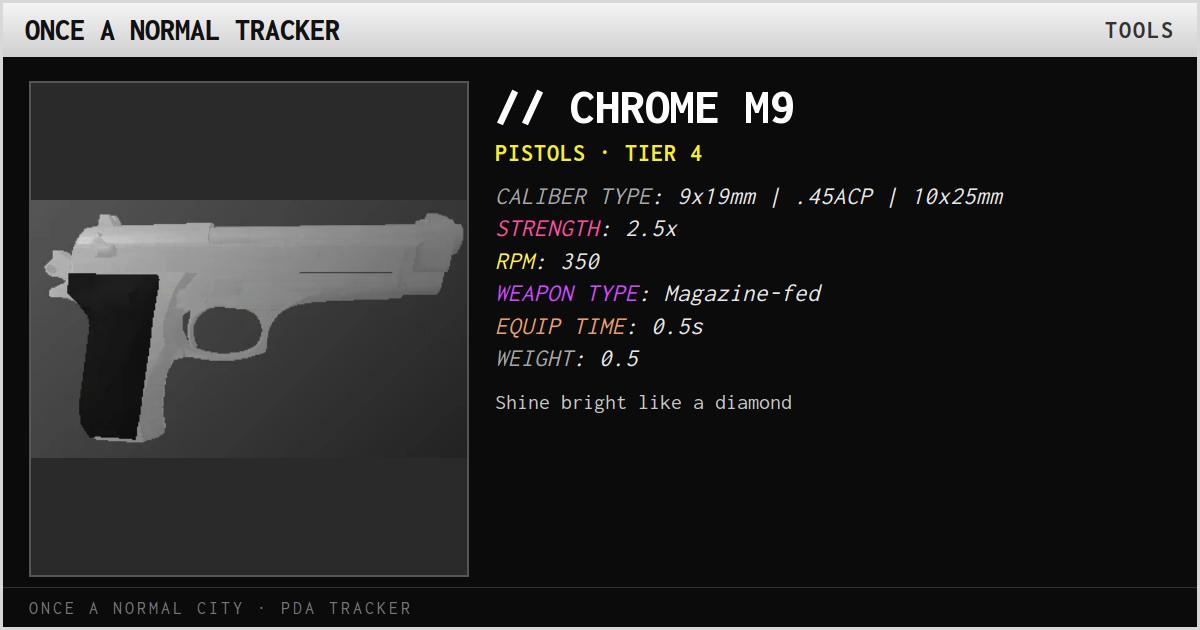 ONCE A NORMAL TRACKER
TOOLS
// CHROME M9
PISTOLS · TIER 4
CALIBER TYPE: 9x19mm | .45ACP | 10x25mm
STRENGTH: 2.5x
RPM: 350
WEAPON TYPE: Magazine-fed
EQUIP TIME: 0.5s
WEIGHT: 0.5
Shine bright like a diamond
ONCE A NORMAL CITY · PDA TRACKER